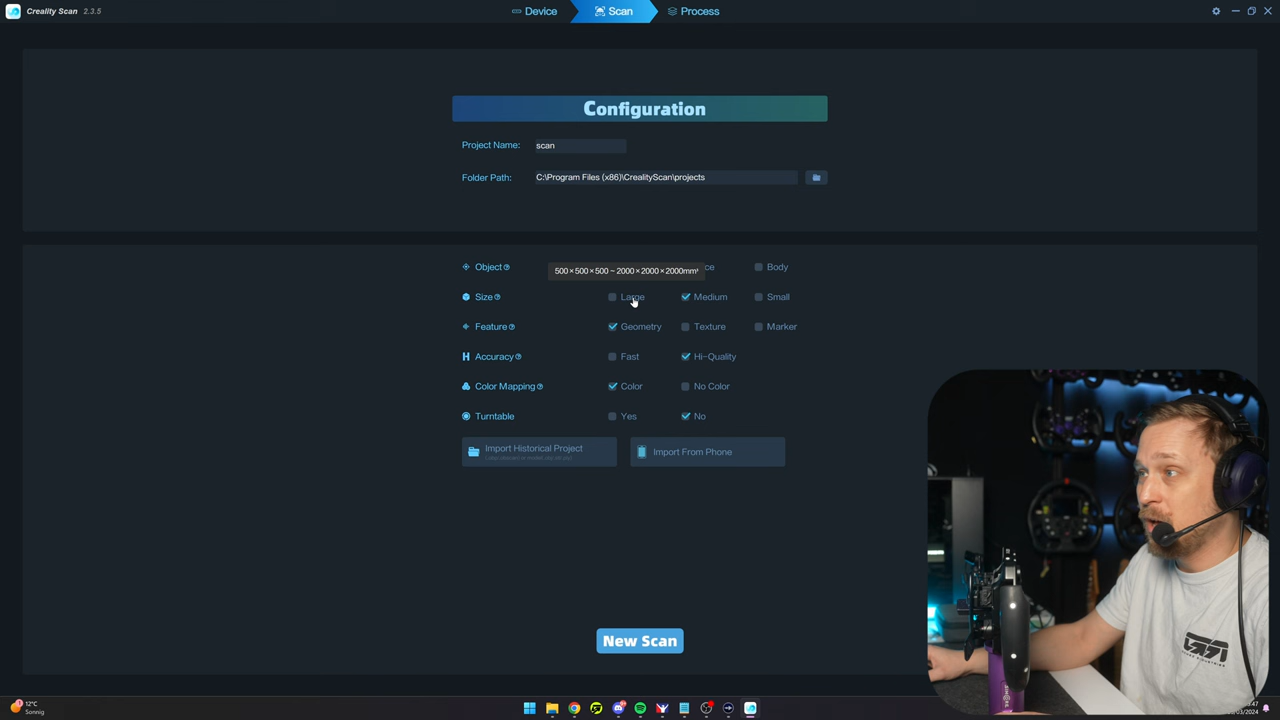 Creality Scan 2.3.5
Device
Scan
Process
Configuration
Project Name: scan
Folder Path: C:\Program Files (x86)\CrealityScan\projects
Object
ce
Body
500×500×500 ~ 2000×2000×2000mm³
Size
Large
Medium
Small
Feature
Geometry
Texture
Marker
Accuracy
Fast
Hi-Quality
Color Mapping
Color
No Color
Turntable
Yes
No
Import Historical Project
Import From Phone
New Scan
12°C
Sonnig